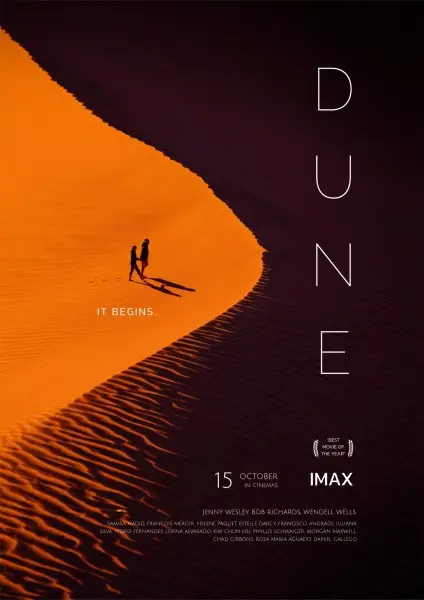 DUNE
IT BEGINS.
"BEST
MOVIE OF
THE YEAR"
15 OCTOBER
IN CINEMAS
IMAX
JENNY WESLEY, BOB RICHARDS, WENDELL WELLS
SAMIRA HADID, FRANÇOIS MERCER, HELENE PAQUET, ESTELLE DARCY, FRANCISCO ANDRADE, JULIANA
SILVA, PEDRO FERNANDES, LORNA ALVARADO, KIM CHUN HEI, PHYLLIS SCHWAIGER, MORGAN MAXWELL,
CHAD GIBBONS, ROSA MARIA AGUADO, DANIEL GALLEGO